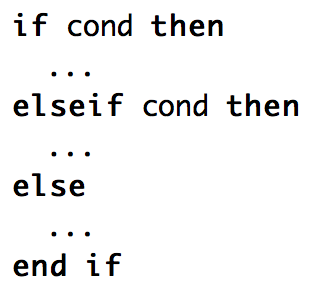 if cond then
...
elseif cond then
...
else
...
end if